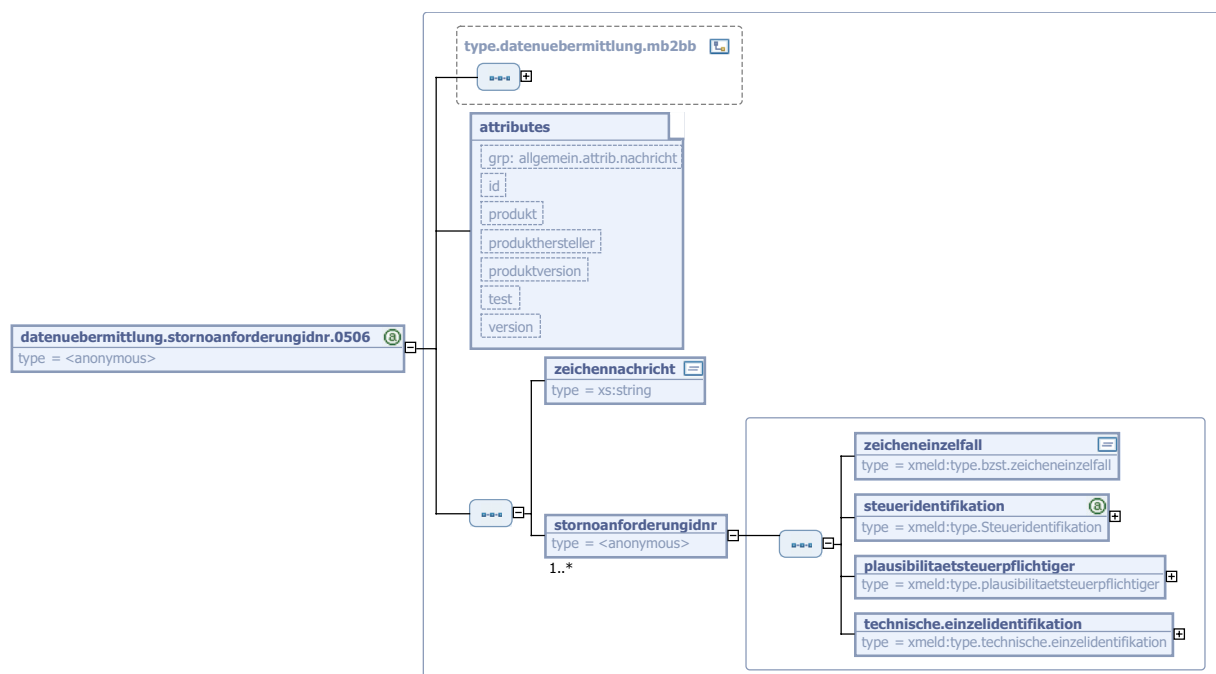 type.datenuebermittlung.mb2bb
attributes
grp: allgemein.attrib.nachricht
id
produkt
produkthersteller
produktversion
test
version
datenuebermittlung.stornoanforderungidnr.0506
type = <anonymous>
zeichennachricht
type = xs:string
stornoanforderungidnr
type = <anonymous>
1..*
zeicheneinzelfall
type = xmeld:type.bzst.zeicheneinzelfall
steueridentifikation
type = xmeld:type.Steueridentifikation
plausibilitaetsteuerpflichtiger
type = xmeld:type.plausibilitaetsteuerpflichtiger
technische.einzelidentifikation
type = xmeld:type.technische.einzelidentifikation